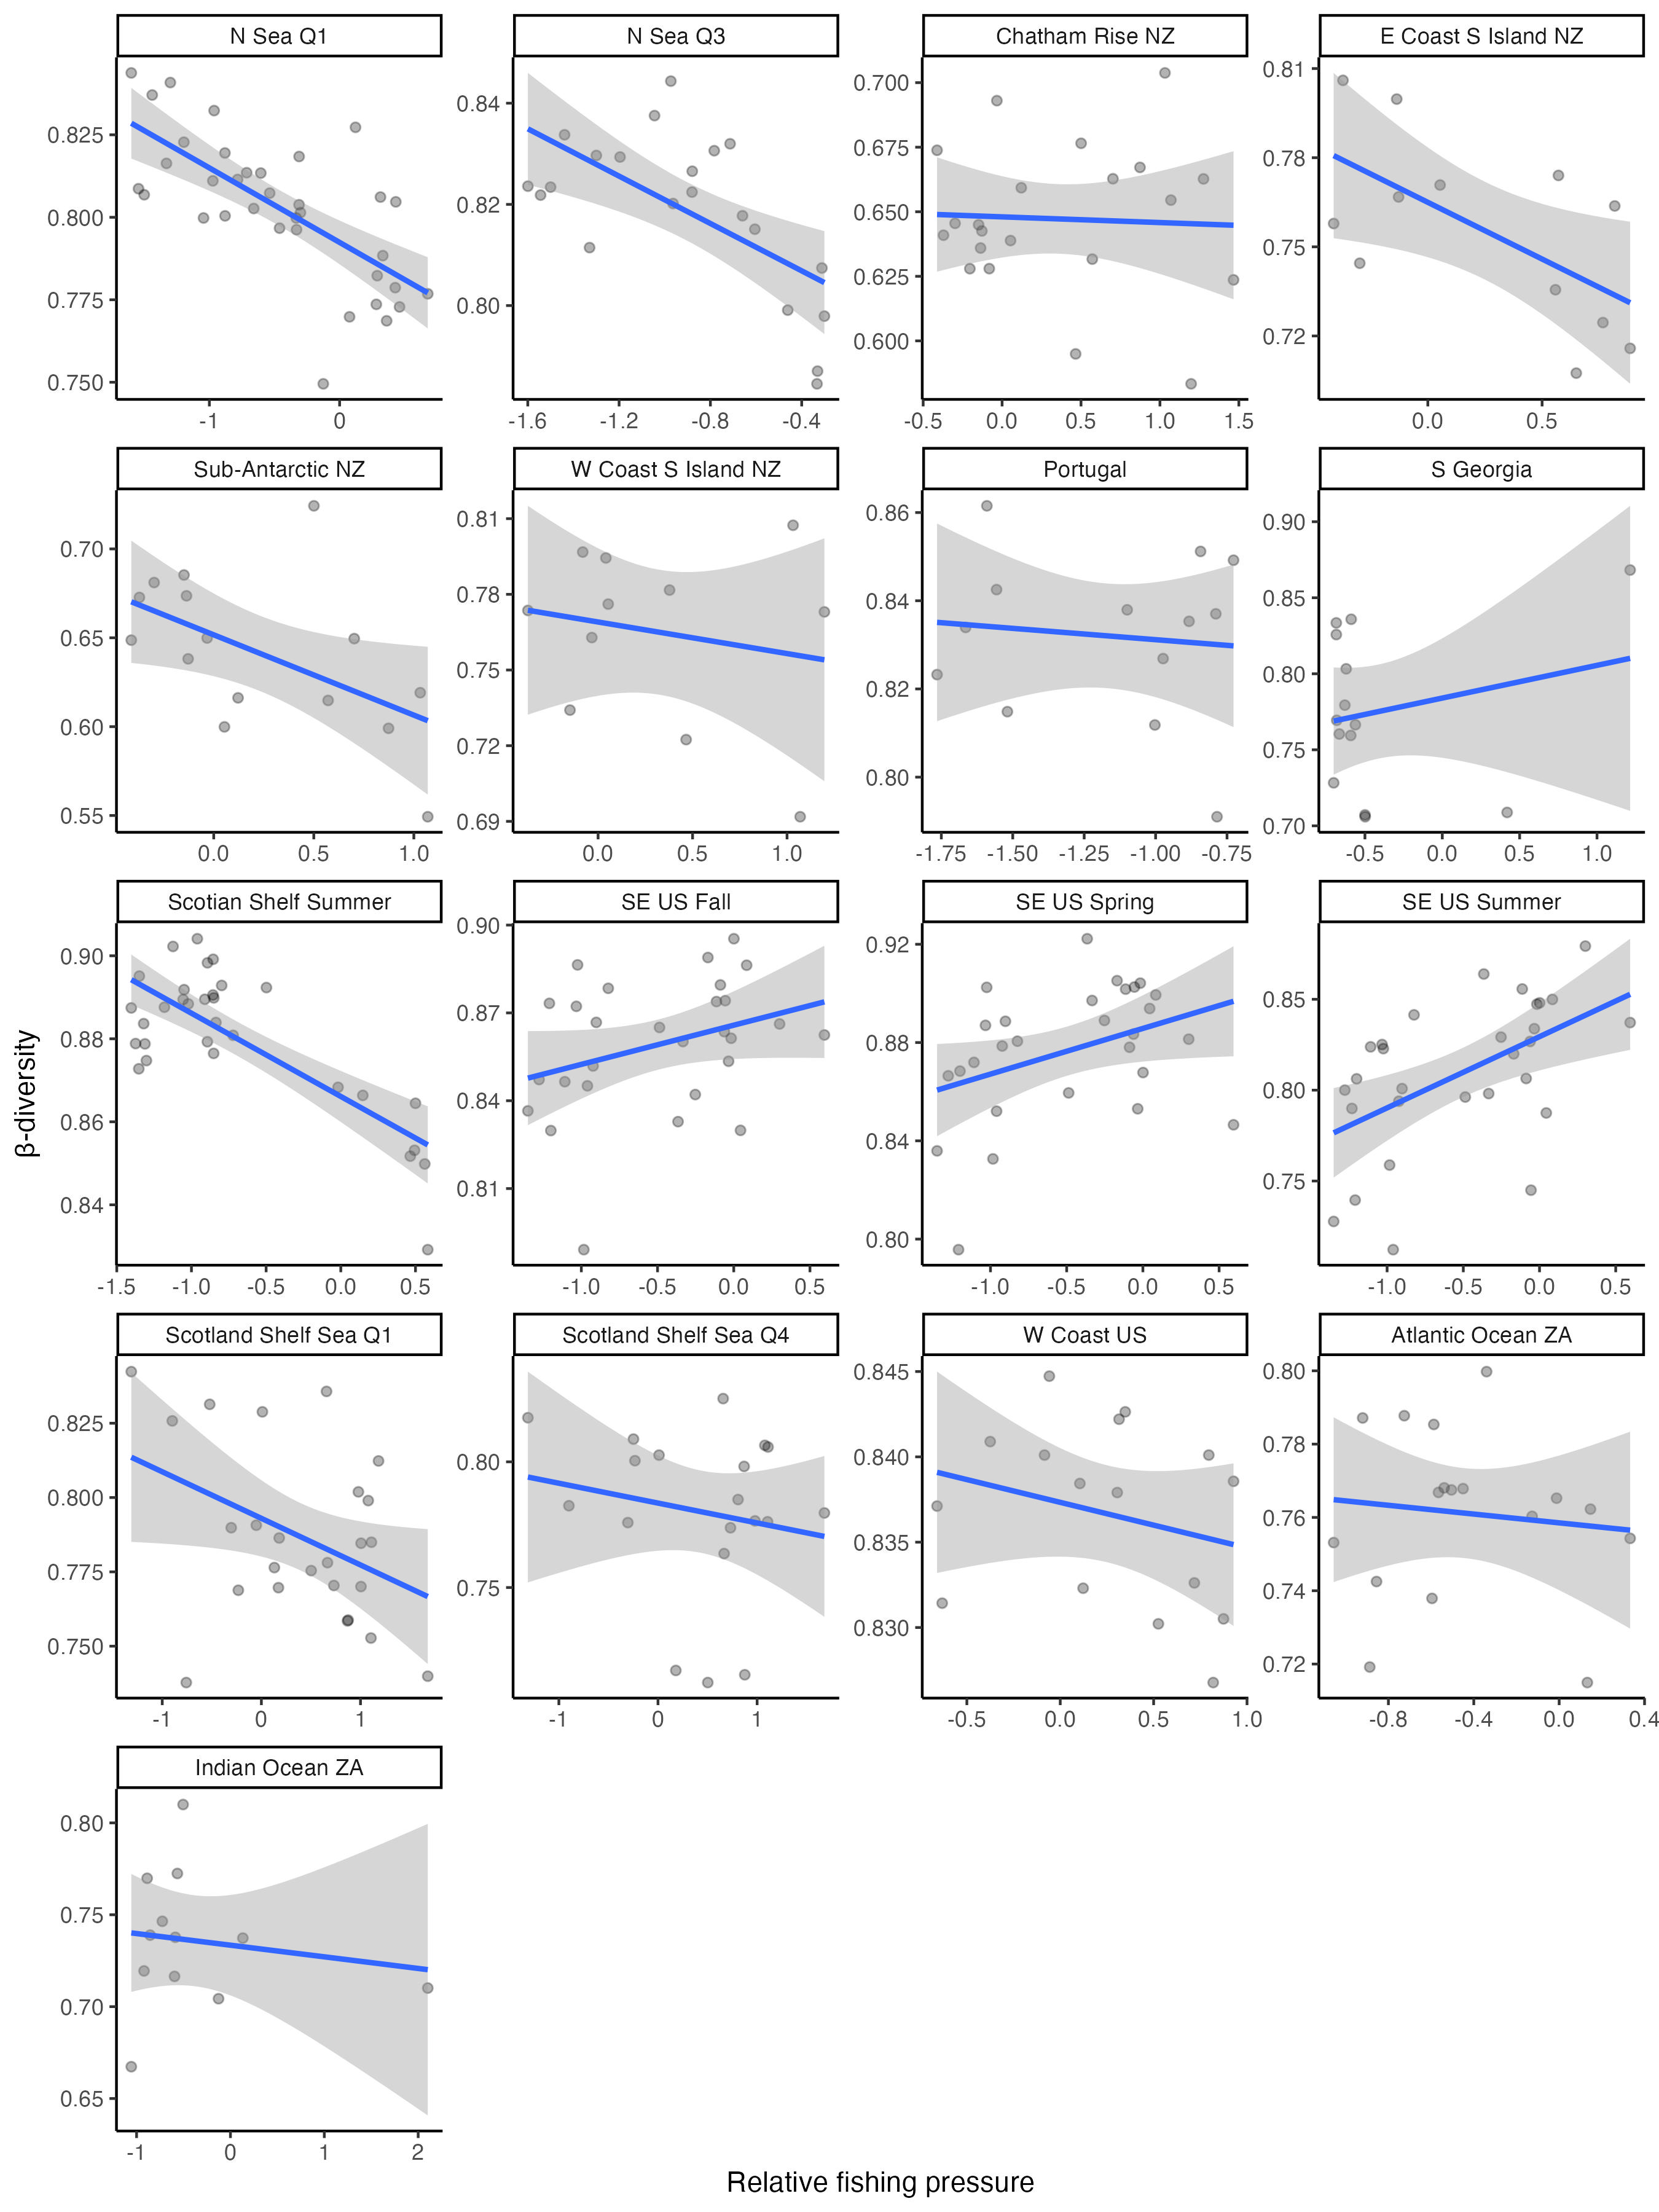 N Sea Q1 N Sea Q3 Chatham Rise NZ E Coast S Island NZ
0.825 0.800 0.775 0.750
0.84 0.82 0.80
0.700 0.675 0.650 0.625 0.600
0.81 0.78 0.75 0.72
-1 0
-1.6 -1.2 -0.8 -0.4
-0.5 0.0 0.5 1.0 1.5
0.0 0.5
Sub-Antarctic NZ W Coast S Island NZ Portugal S Georgia
0.70 0.65 0.60 0.55
0.81 0.78 0.75 0.72 0.69
0.86 0.84 0.82 0.80
0.90 0.85 0.80 0.75 0.70
0.0 0.5 1.0
0.0 0.5 1.0
-1.75 -1.50 -1.25 -1.00 -0.75
-0.5 0.0 0.5 1.0
Scotian Shelf Summer SE US Fall SE US Spring SE US Summer
0.90 0.88 0.86 0.84
0.90 0.87 0.84 0.81
0.92 0.88 0.84 0.80
0.85 0.80 0.75
-1.5 -1.0 -0.5 0.0 0.5
-1.0 -0.5 0.0 0.5
-1.0 -0.5 0.0 0.5
-1.0 -0.5 0.0 0.5
β-diversity
Scotland Shelf Sea Q1 Scotland Shelf Sea Q4 W Coast US Atlantic Ocean ZA
0.825 0.800 0.775 0.750
0.80 0.75
0.845 0.840 0.835 0.830
0.80 0.78 0.76 0.74 0.72
-1 0 1
-1 0 1
-0.5 0.0 0.5 1.0
-0.8 -0.4 0.0 0.4
Indian Ocean ZA
0.80 0.75 0.70 0.65
-1 0 1 2
Relative fishing pressure